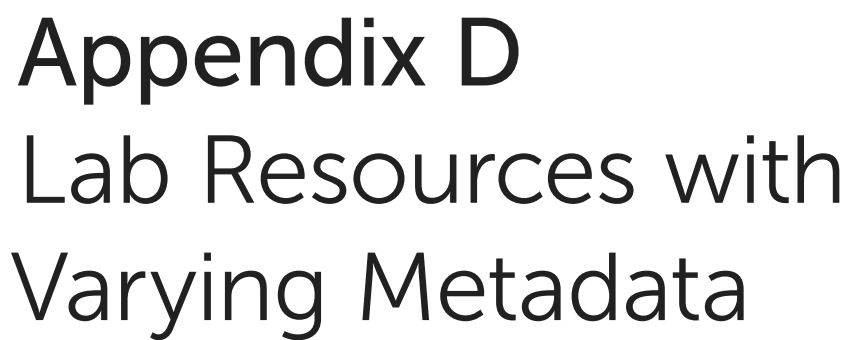 Appendix D
Lab Resources with
Varying Metadata